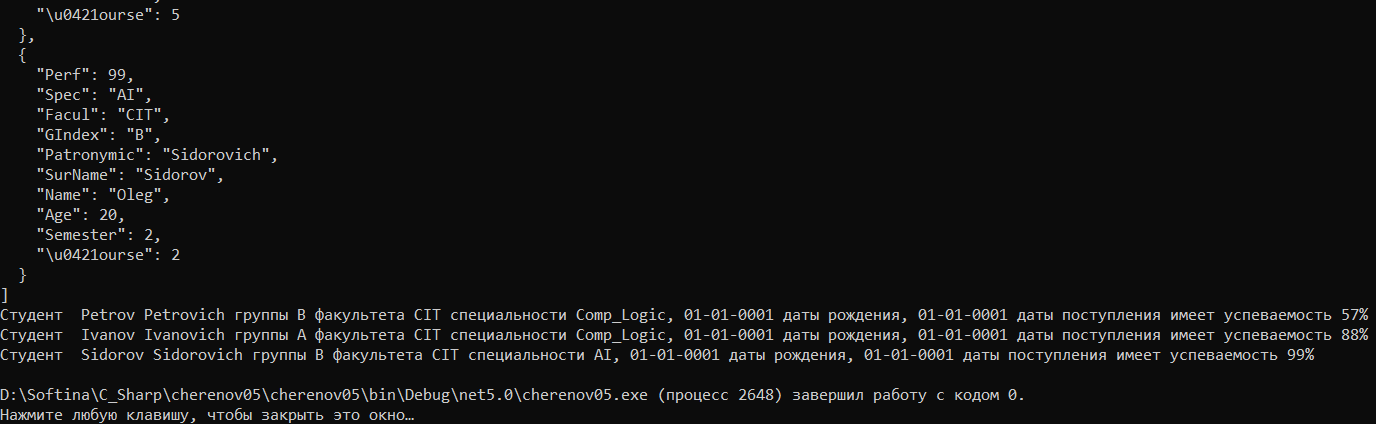 "\u0421ourse": 5
},
{
"Perf": 99,
"Spec": "AI",
"Facul": "CIT",
"GIndex": "B",
"Patronymic": "Sidorovich",
"SurName": "Sidorov",
"Name": "Oleg",
"Age": 20,
"Semester": 2,
"\u0421ourse": 2
}
]
Студент  Petrov Petrovich группы B факультета CIT специальности Comp_Logic, 01-01-0001 даты рождения, 01-01-0001 даты поступления имеет успеваемость 57%
Студент  Ivanov Ivanovich группы A факультета CIT специальности Comp_Logic, 01-01-0001 даты рождения, 01-01-0001 даты поступления имеет успеваемость 88%
Студент  Sidorov Sidorovich группы B факультета CIT специальности AI, 01-01-0001 даты рождения, 01-01-0001 даты поступления имеет успеваемость 99%
D:\Softina\C_Sharp\cherenov05\cherenov05\bin\Debug\net5.0\cherenov05.exe (процесс 2648) завершил работу с кодом 0.
Нажмите любую клавишу, чтобы закрыть это окно…